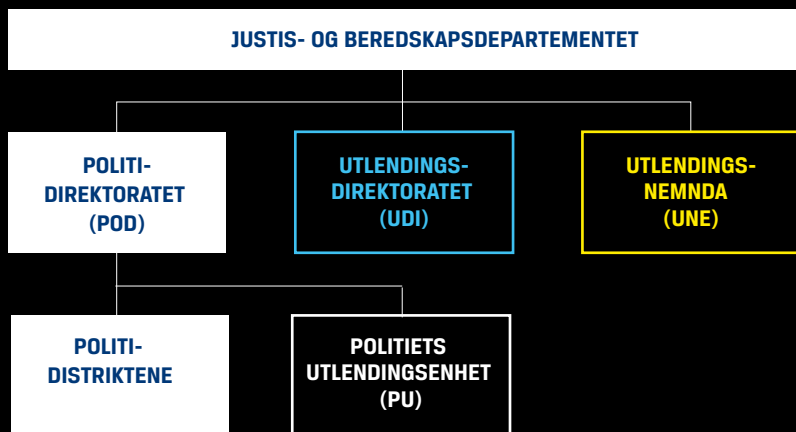 JUSTIS- OG BEREDSKAPSDEPARTEMENTET
POLITI-
DIREKTORATET
(POD)
UTLENDINGS-
DIREKTORATET
(UDI)
UTLENDINGS-
NEMNDA
(UNE)
POLITI-
DISTRIKTENE
POLITIETS
UTLENDINGSENHET
(PU)